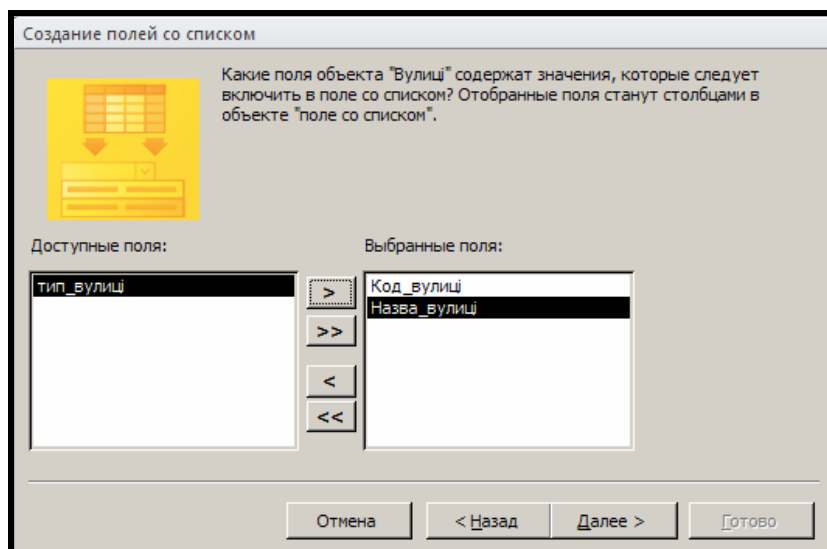 Создание полей со списком
Какие поля объекта "Вулиці" содержат значения, которые следует
включить в поле со списком? Отобранные поля станут столбцами в
объекте "поле со списком".
Доступные поля:
Выбранные поля:
тип_вулиці
>
>>
<
<<
Код_вулиці
Назва_вулиці
Отмена
< Назад
Далее >
Готово